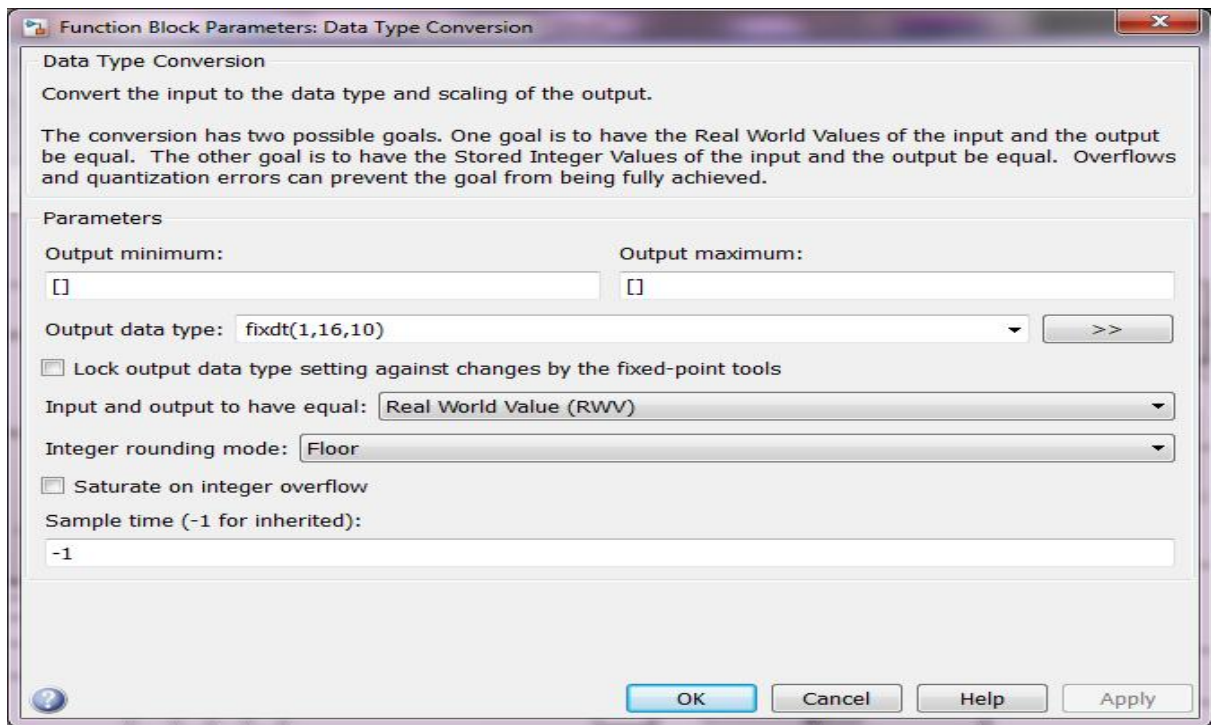 Function Block Parameters: Data Type Conversion
Data Type Conversion
Convert the input to the data type and scaling of the output.
The conversion has two possible goals. One goal is to have the Real World Values of the input and the output
be equal. The other goal is to have the Stored Integer Values of the input and the output be equal. Overflows
and quantization errors can prevent the goal from being fully achieved.
Parameters
Output minimum: Output maximum:
[] []
Output data type: fixdt(1,16,10) >>
Lock output data type setting against changes by the fixed-point tools
Input and output to have equal: Real World Value (RWV)
Integer rounding mode: Floor
Saturate on integer overflow
Sample time (-1 for inherited):
-1
OK Cancel Help Apply